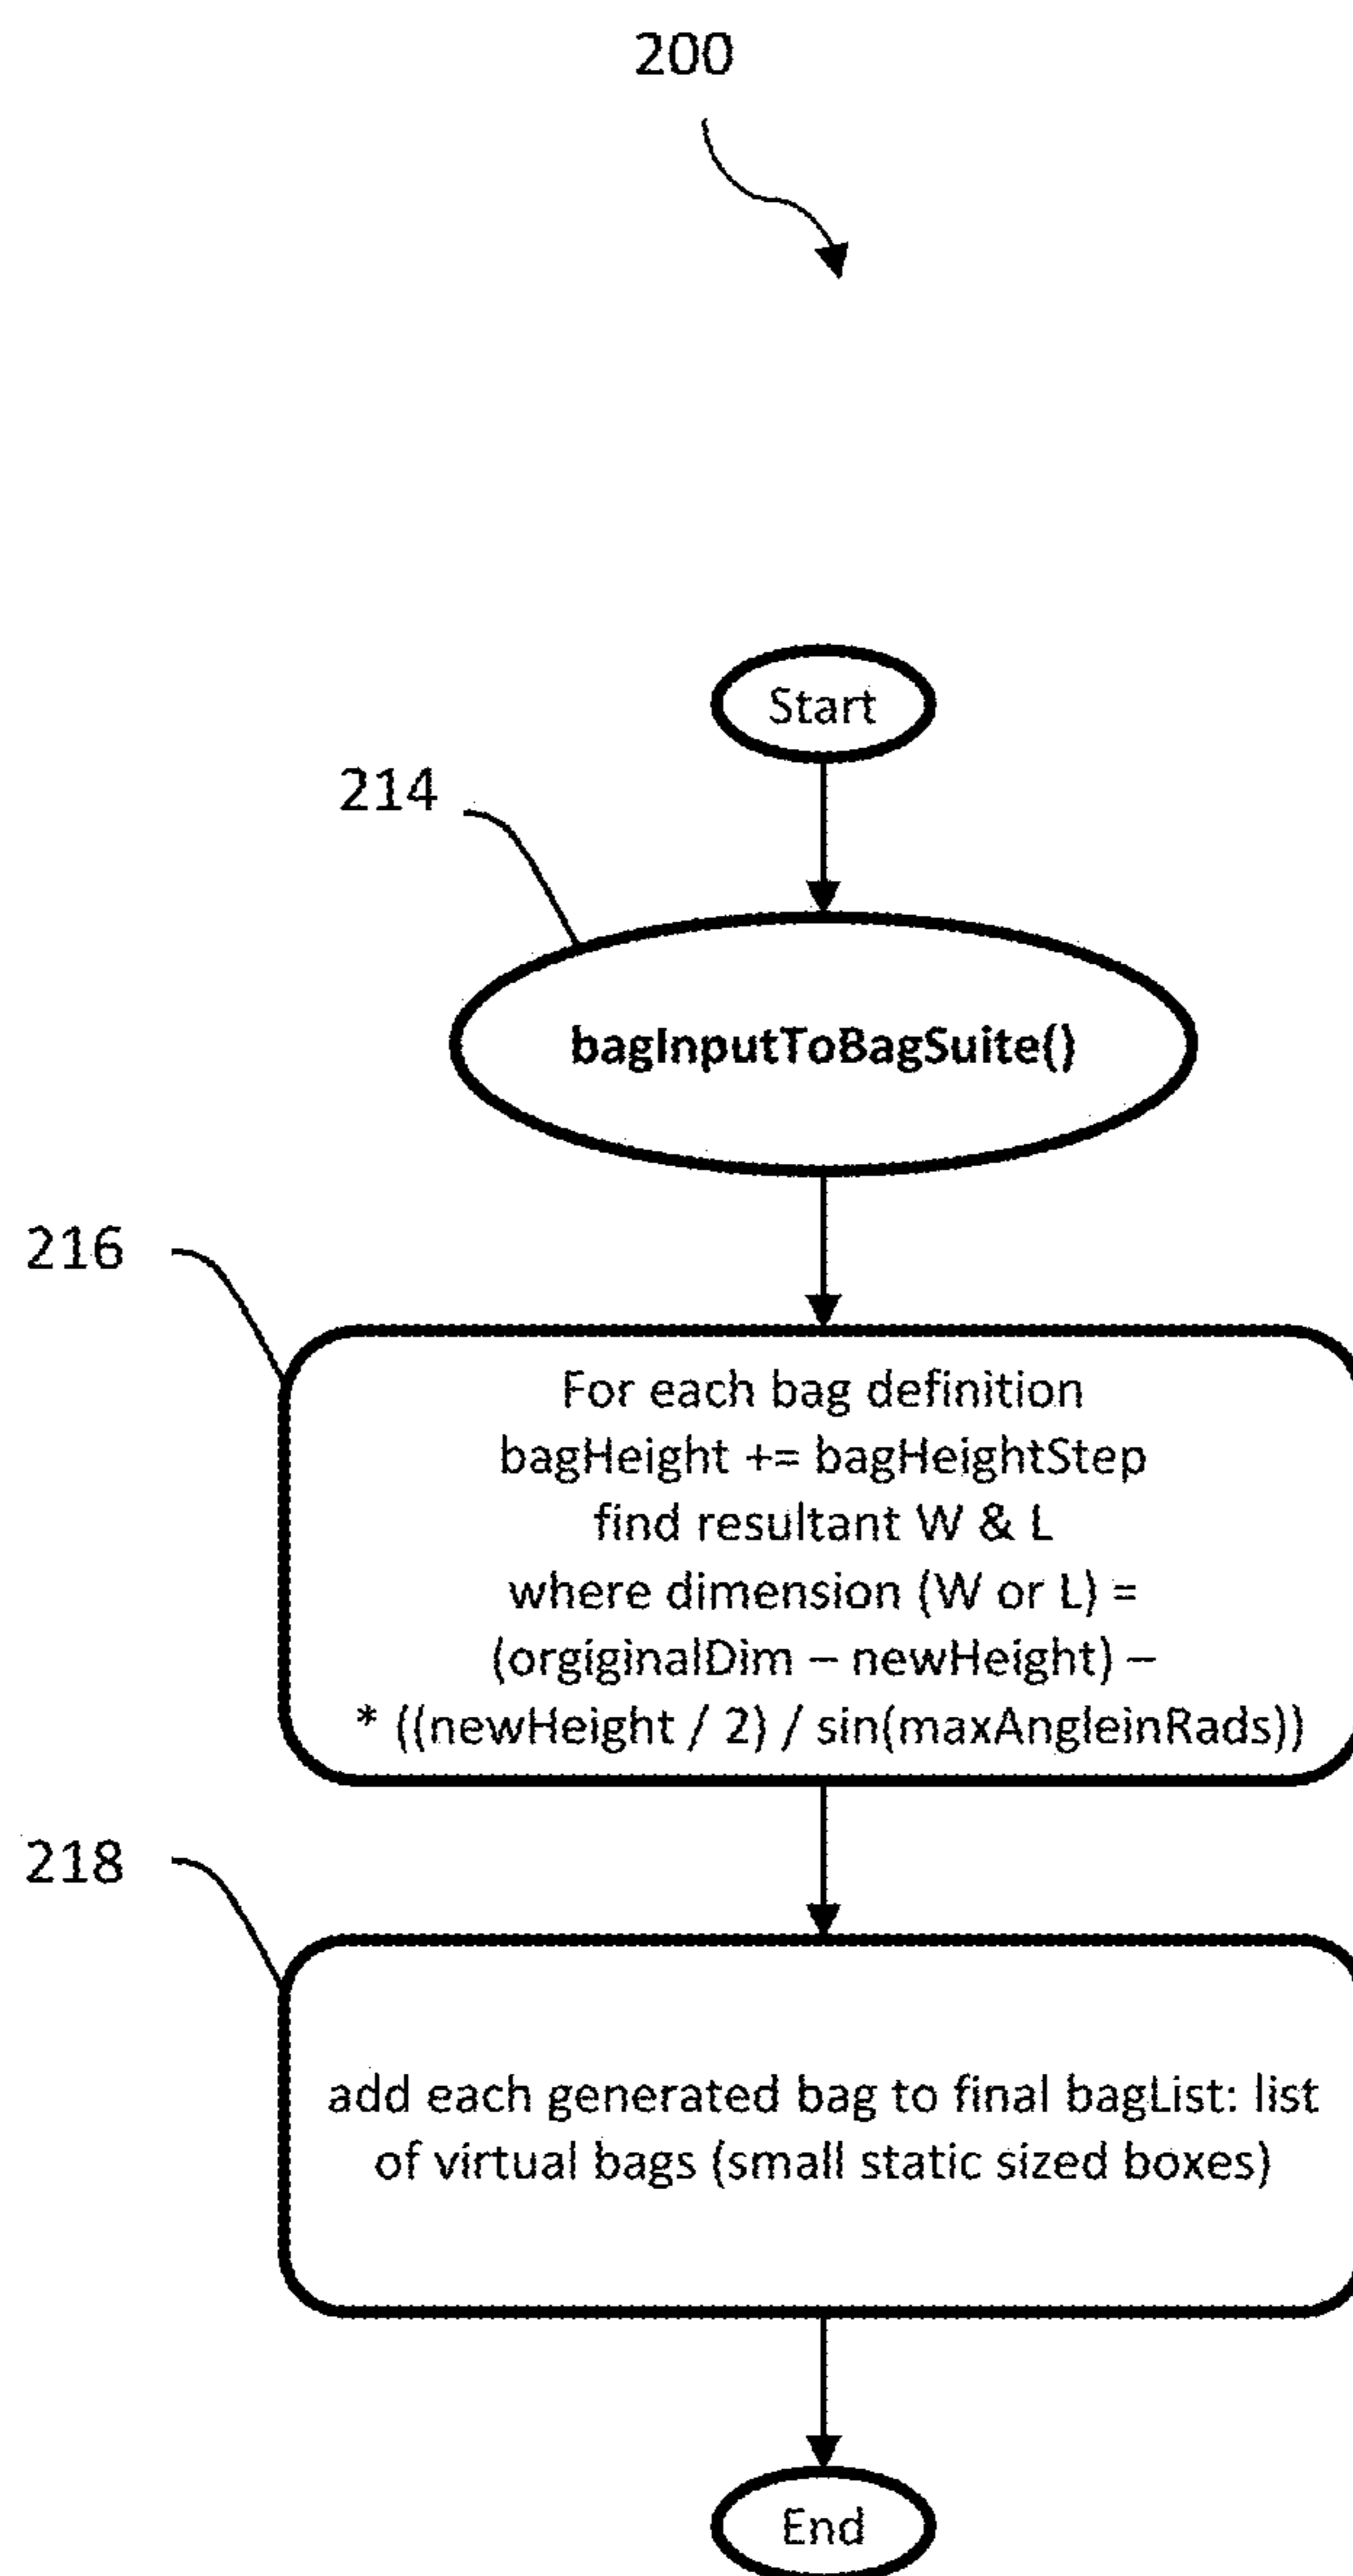 200
Start
214
bagInputToBagSuite()
216
For each bag definition
bagHeight += bagHeightStep
find resultant W & L
where dimension (W or L) =
(orgiginalDim – newHeight) –
* ((newHeight / 2) / sin(maxAngleinRads))
218
add each generated bag to final bagList: list
of virtual bags (small static sized boxes)
End